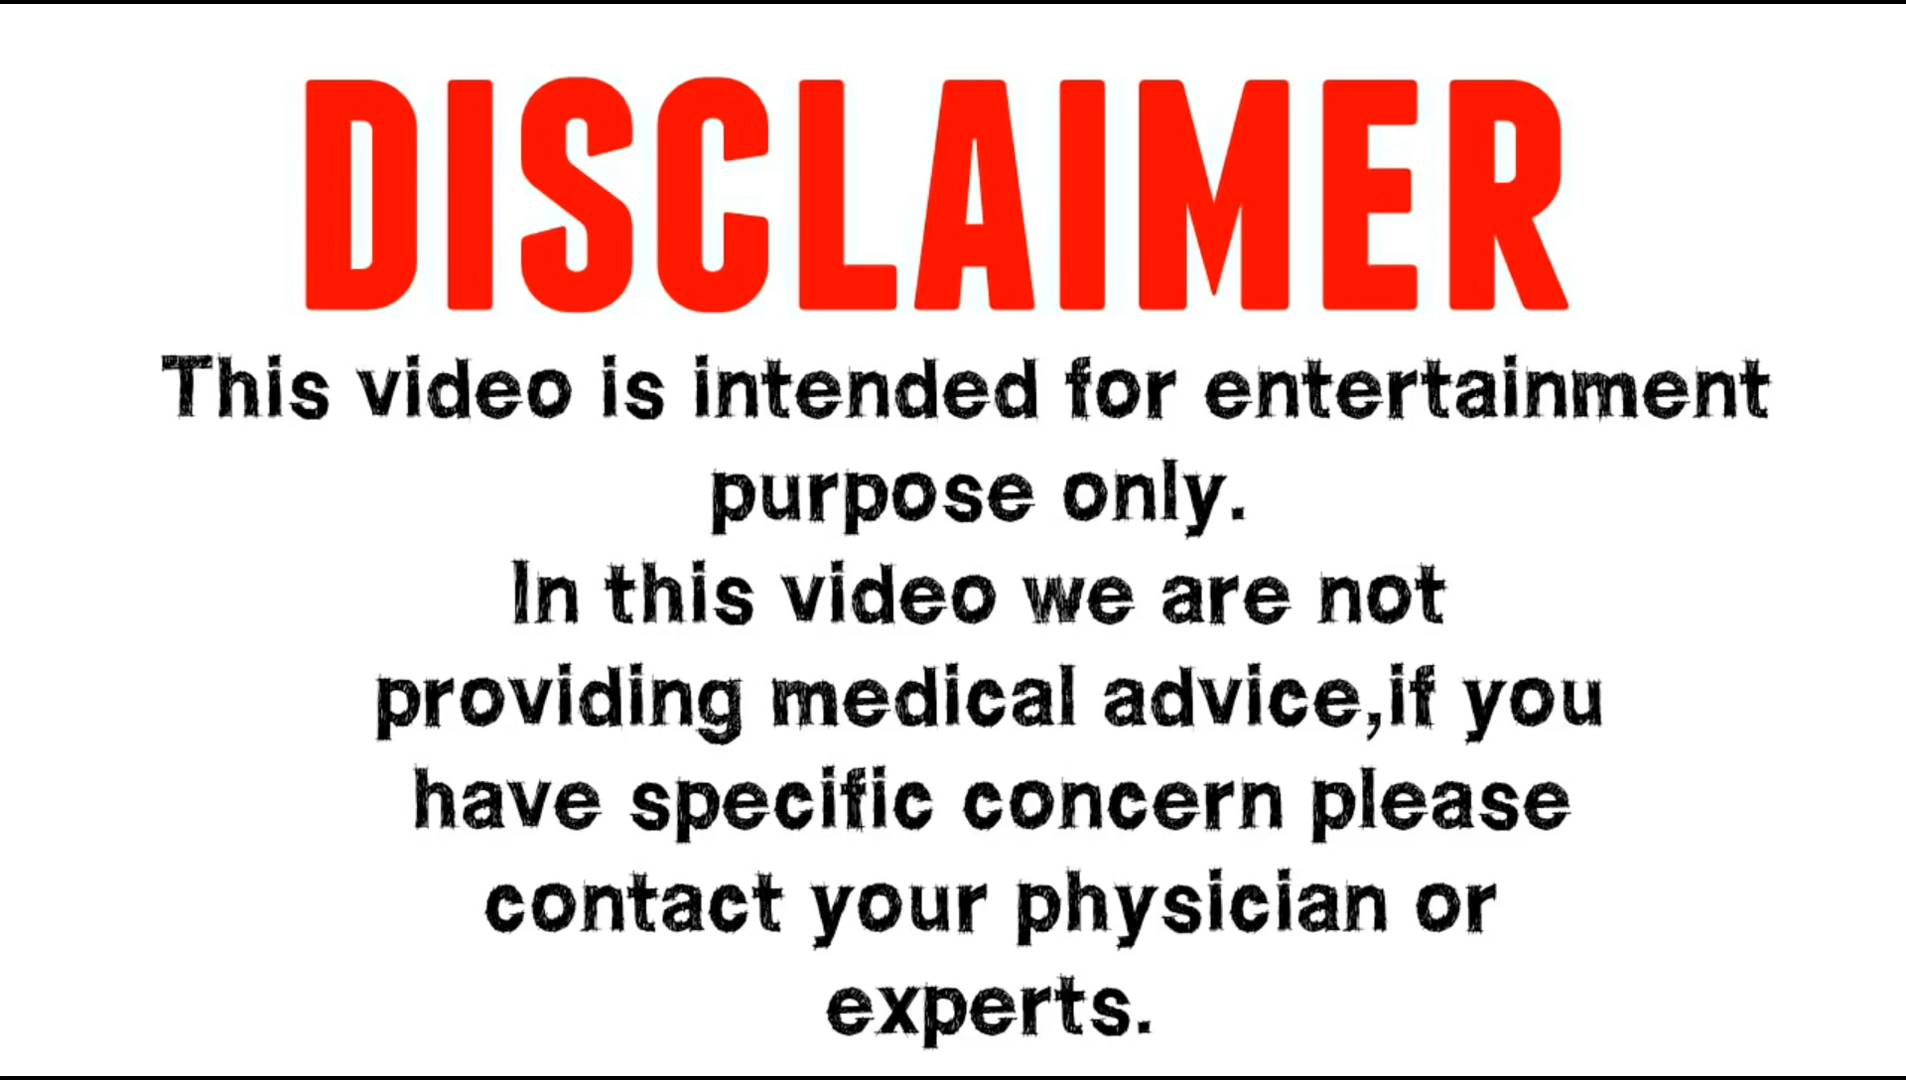 DISCLAIMER
This video is intended for entertainment
purpose only.
In this video we are not
providing medical advice,if you
have specific concern please
contact your physician or
experts.